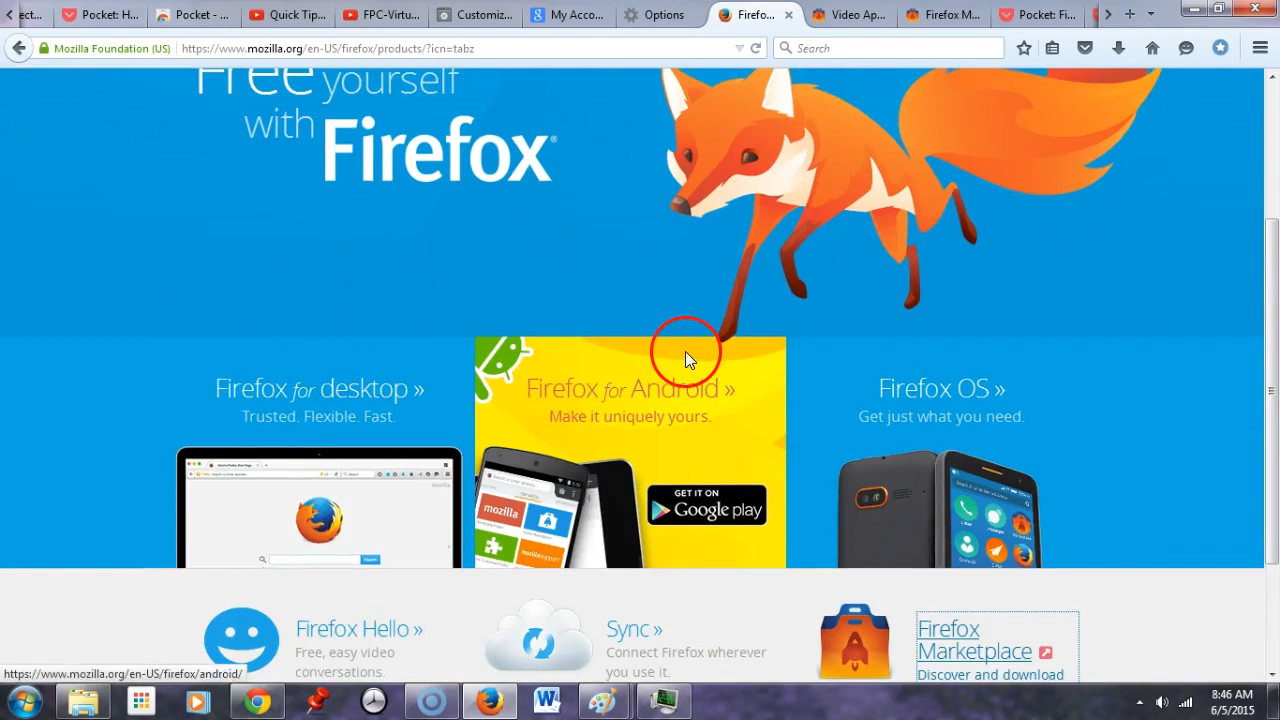 ect...
Pocket: H...
Pocket - ...
Quick Tip...
FPC-Virtu...
Customiz...
My Acco...
Options
Firefo...
Video Ap...
Firefox M...
Pocket: Fi...
Mozilla Foundation (US)
https://www.mozilla.org/en-US/firefox/products/?icn=tabz
Search
Free yourself
with Firefox®
Firefox for desktop »
Trusted. Flexible. Fast.
Firefox for Android »
Make it uniquely yours.
GET IT ON
Google play
mozilla
Firefox OS »
Get just what you need.
Search
Firefox Hello »
Free, easy video
conversations.
Sync »
Connect Firefox wherever
you use it.
Firefox
Marketplace
Discover and download
https://www.mozilla.org/en-US/firefox/android/
8:46 AM
6/5/2015